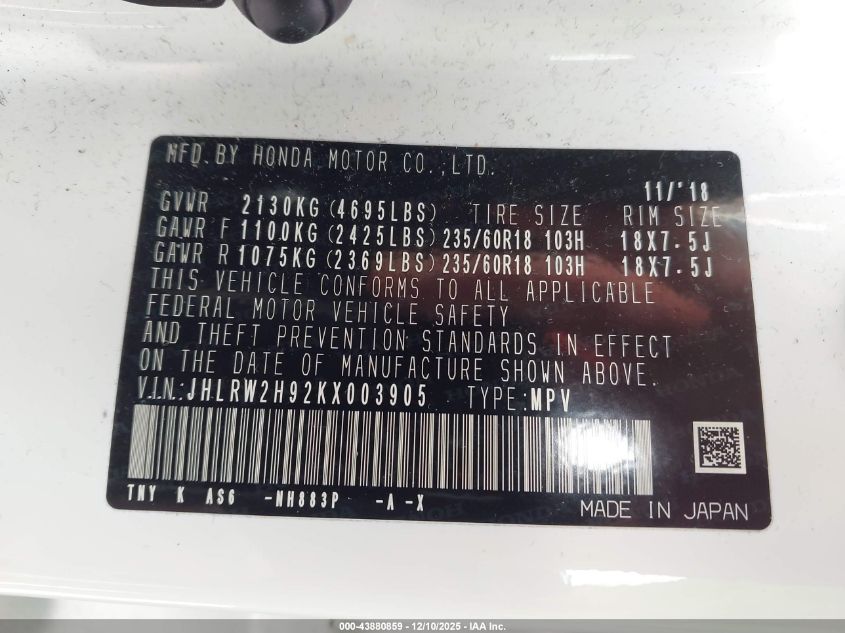 MFD.BY HONDA MOTOR CO.,LTD.
11/'18
GVWR 2130KG(4695LBS) TIRE SIZE RIM SIZE
GAWR F 1100KG(2425LBS)235/60R18 103H 18X7.5J
GAWR R 1075KG(2369LBS)235/60R18 103H 18X7.5J
THIS VEHICLE CONFORMS TO ALL APPLICABLE
FEDERAL MOTOR VEHICLE SAFETY
AND THEFT PREVENTION STANDARDS IN EFFECT
ON THE DATE OF MANUFACTURE SHOWN ABOVE.
VIN:JHLRW2H92KX003905 TYPE:MPV
TNY K AS6 -NH883P -A -X
MADE IN JAPAN
000-43880859 - 12/10/2025 - IAA Inc.